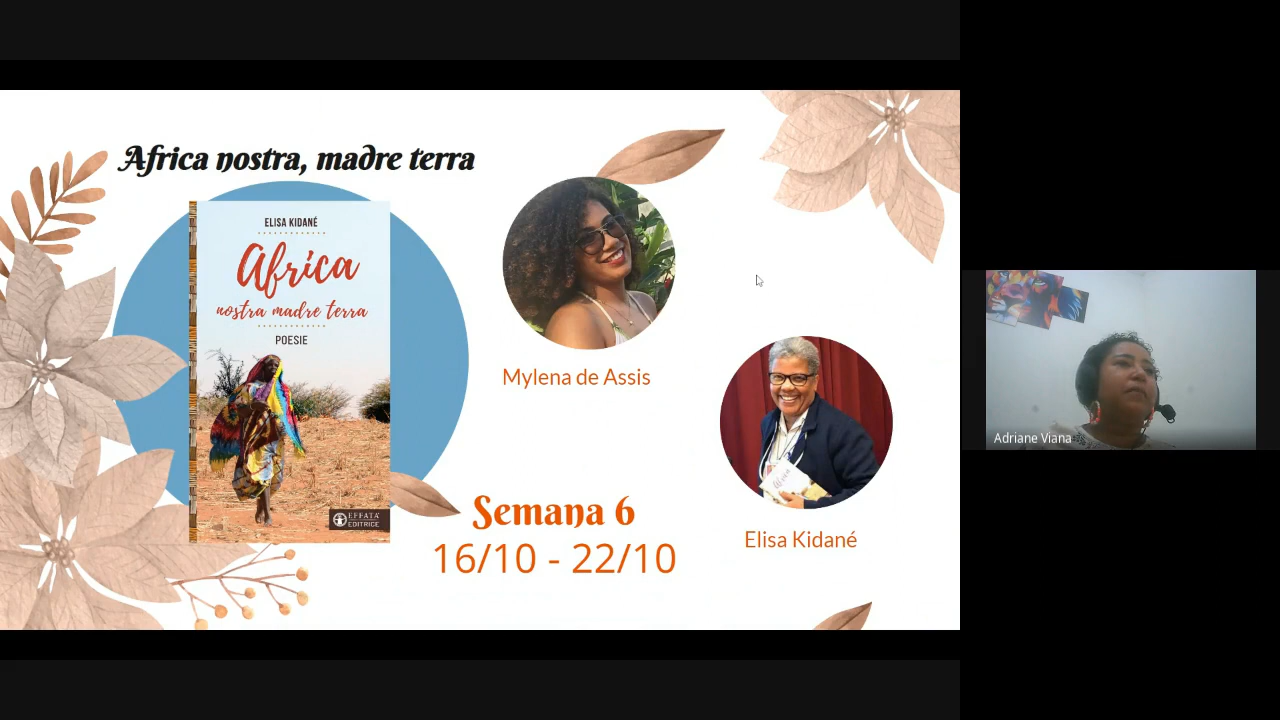 Africa nostra, madre terra
ELISA KIDANÉ
Africa
nostra madre terra
POESIE
EFFATA'
EDITRICE
Mylena de Assis
Elisa Kidané
Semana 6
16/10 - 22/10
Adriane Viana